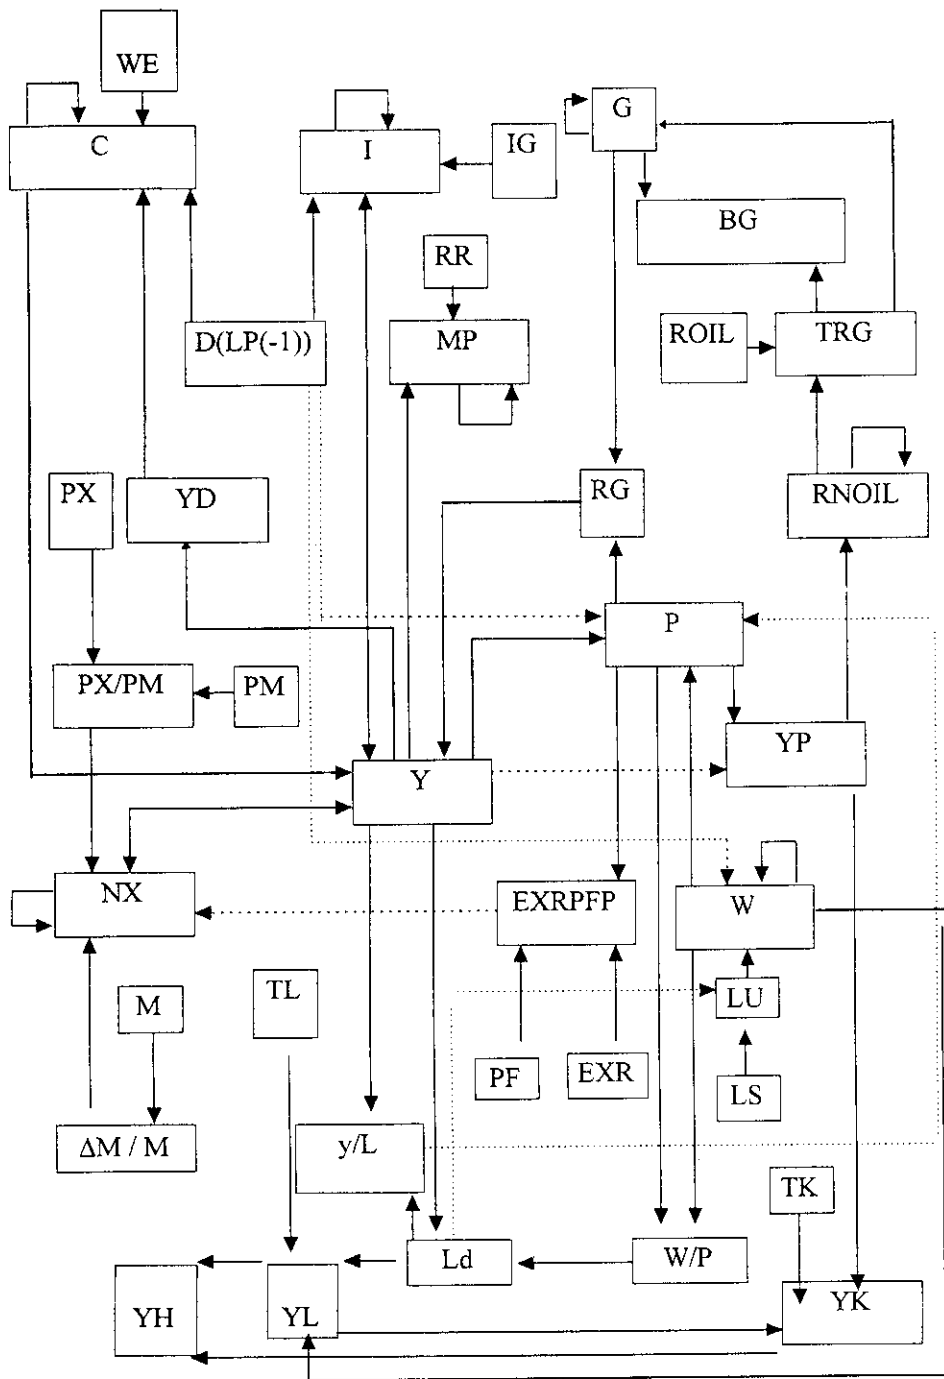 WE
G
C
I
IG
BG
RR
D(LP(-1))
MP
ROIL
TRG
PX
YD
RG
RNOIL
P
PX/PM
PM
YP
Y
NX
EXRPFP
W
M
TL
LU
PF
EXR
LS
ΔM / M
y/L
TK
Ld
W/P
YH
YL
YK